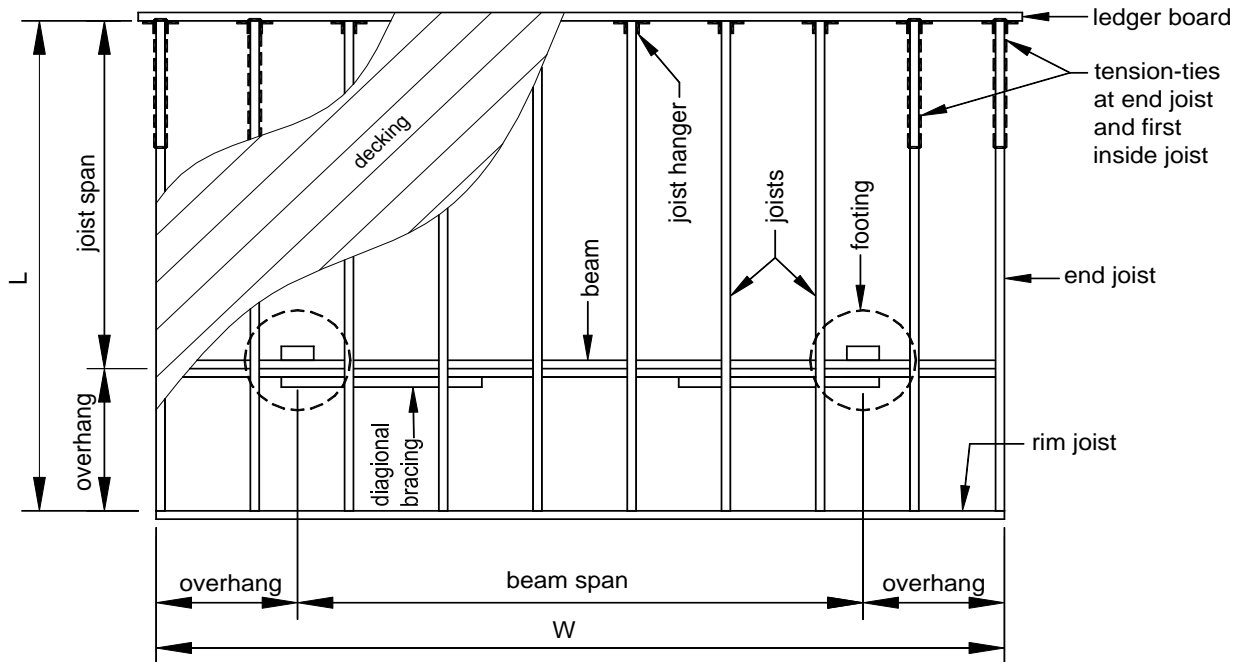 ledger board
tension-ties
at end joist
and first
inside joist
decking
joist hanger
joists
footing
joist span
L
beam
end joist
overhang
diagional
bracing
rim joist
overhang
beam span
overhang
W